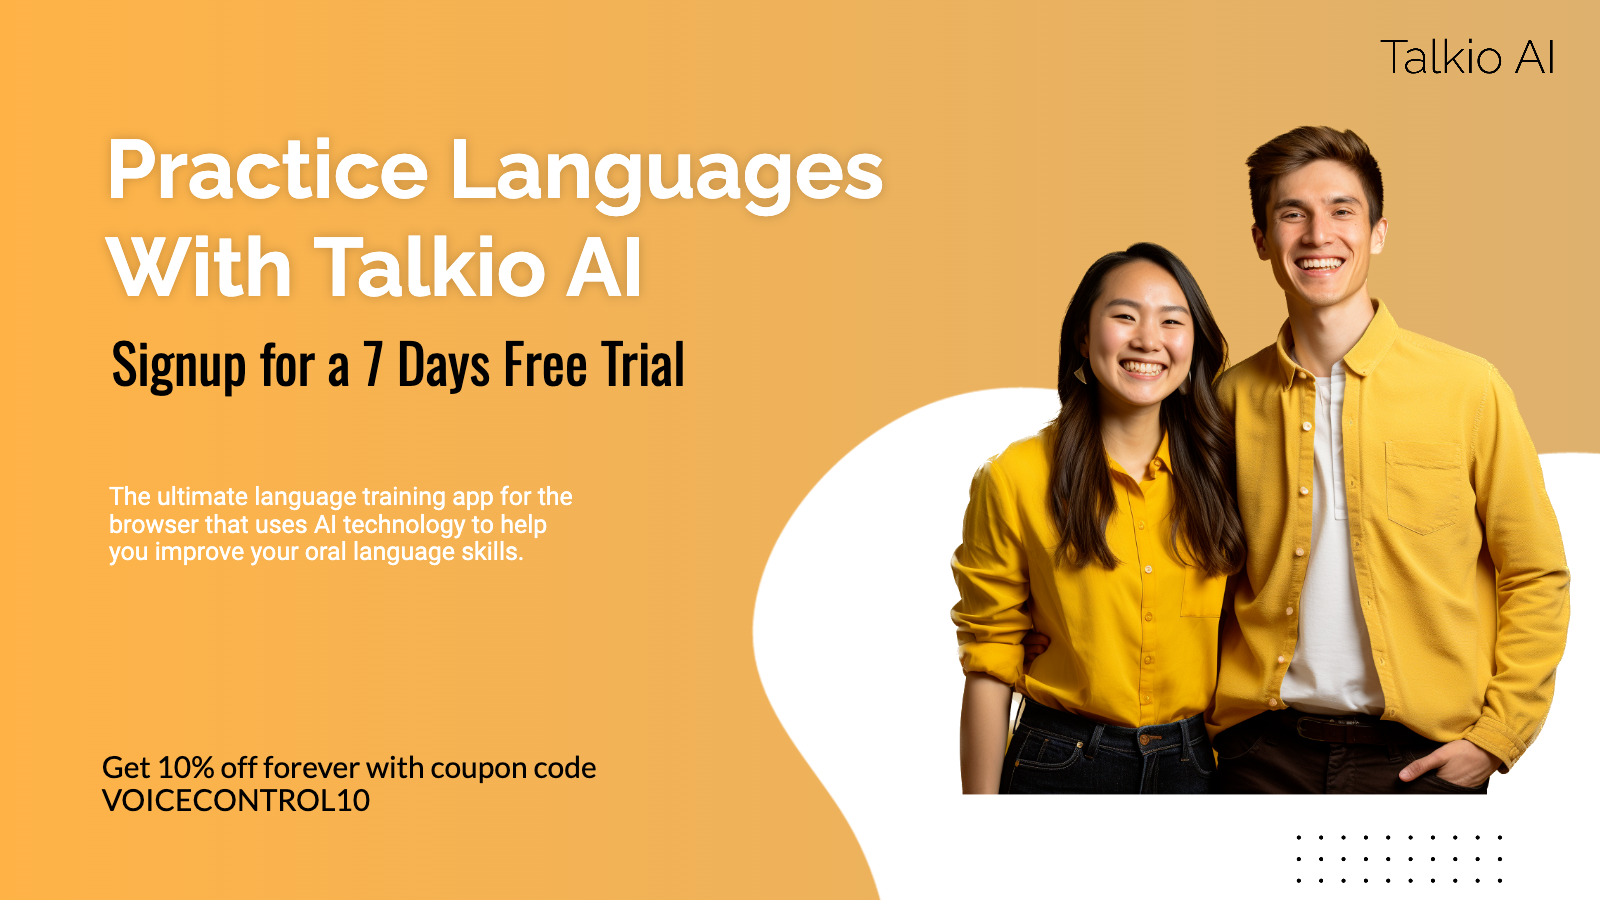 Talkio AI
Practice Languages
With Talkio AI
Signup for a 7 Days Free Trial
The ultimate language training app for the
browser that uses AI technology to help
you improve your oral language skills.
Get 10% off forever with coupon code
VOICECONTROL10